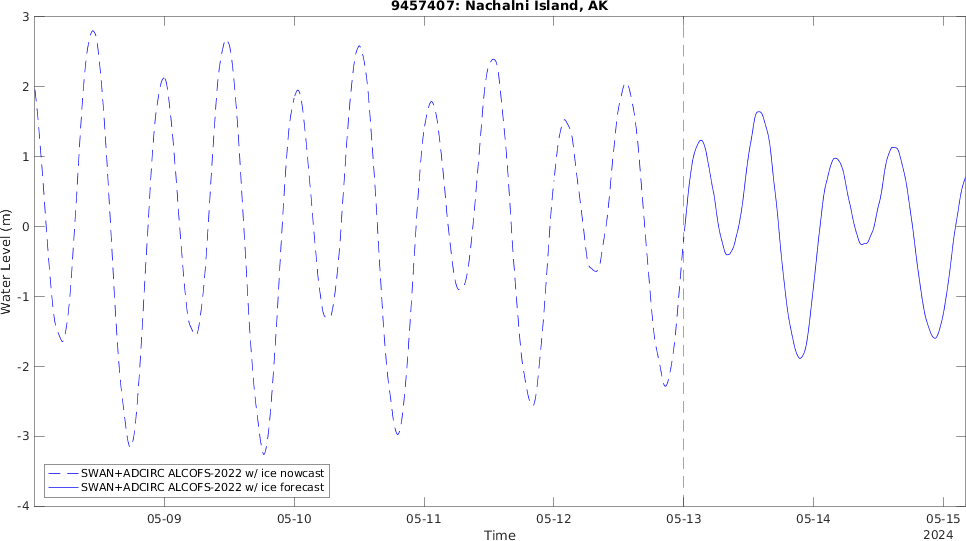 9457407: Nachalni Island, AK
3
2
1
0
-1
-2
-3
-4
Water Level (m)
SWAN+ADCIRC ALCOFS-2022 w/ ice nowcast
SWAN+ADCIRC ALCOFS-2022 w/ ice forecast
05-09 05-10 05-11 05-12 05-13 05-14 05-15
Time 2024